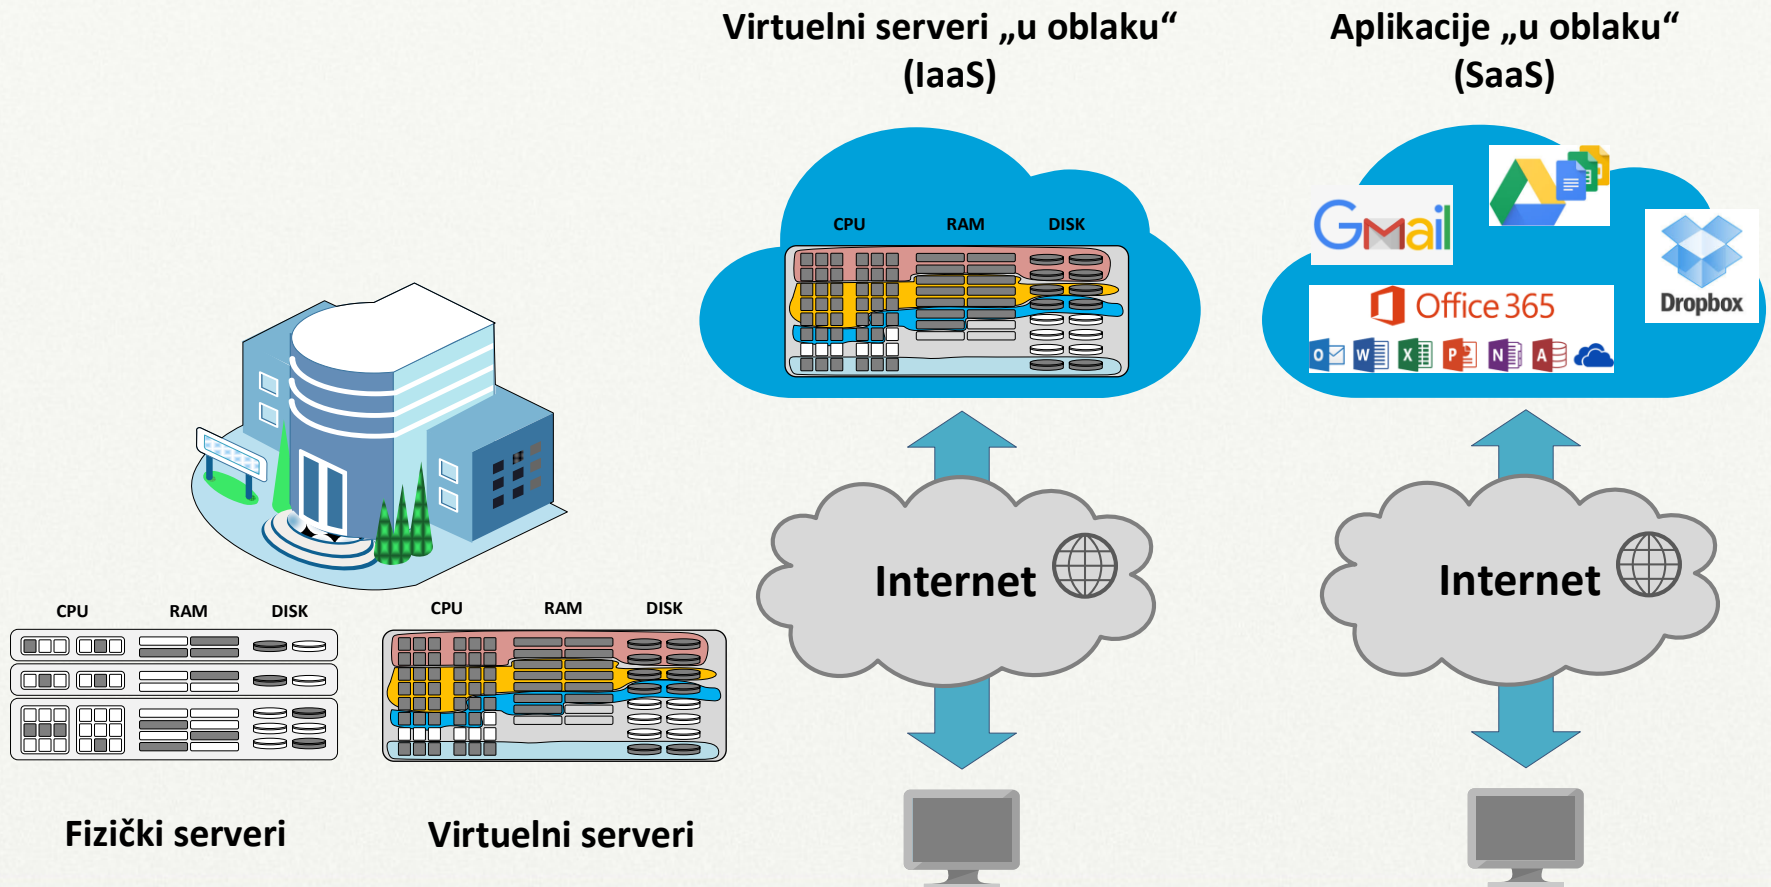 Virtuelni serveri „u oblaku“
(IaaS)
Aplikacije „u oblaku“
(SaaS)
CPU RAM DISK
Gmail
Dropbox
Office 365
O W X P N A
Internet
Internet
CPU RAM DISK
CPU RAM DISK
Fizički serveri
Virtuelni serveri